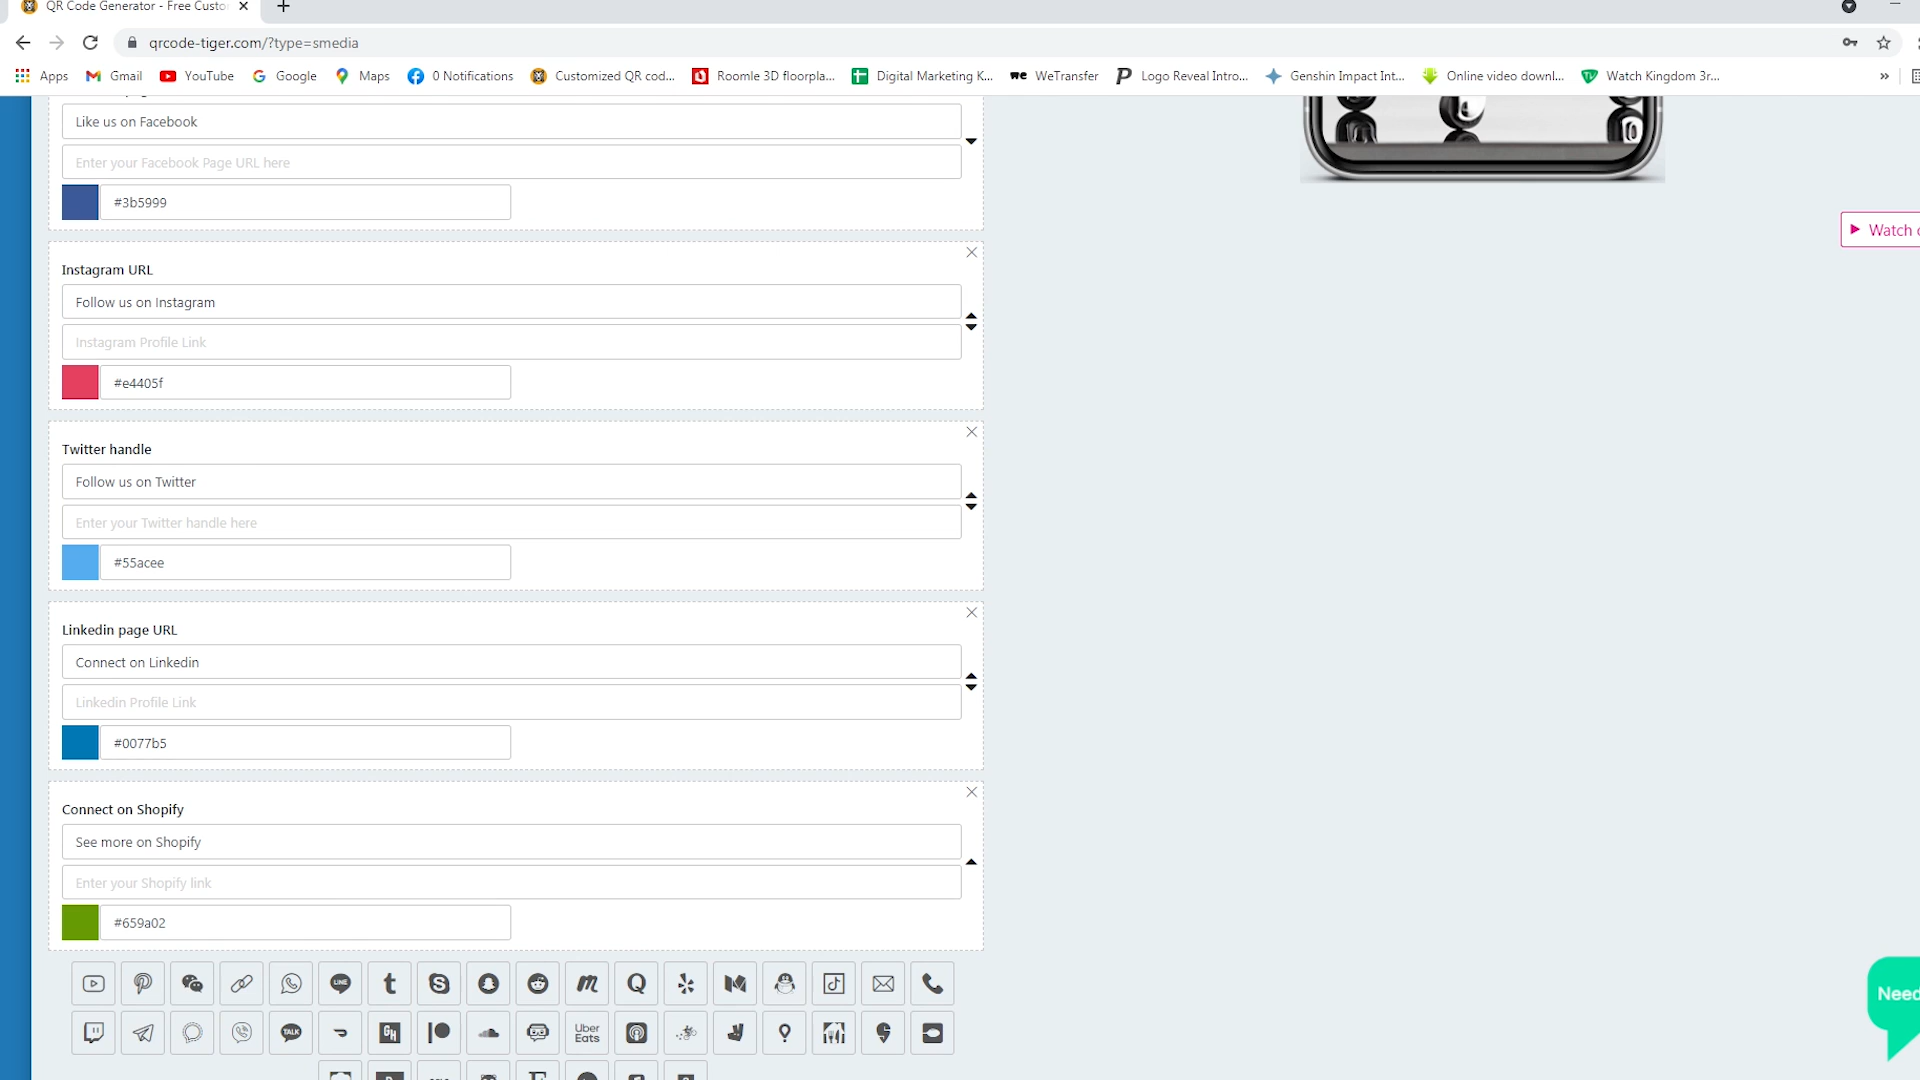 QR Code Generator - Free Custo
qrcode-tiger.com/?type=smedia
Apps
Gmail
YouTube
Google
Maps
0 Notifications
Customized QR cod...
Roomle 3D floorpla...
Digital Marketing K...
we WeTransfer
Logo Reveal Intro...
Genshin Impact Int...
Online video downl...
Watch Kingdom 3r...
»
Like us on Facebook
Enter your Facebook Page URL here
#3b5999
Watch
Instagram URL
Follow us on Instagram
Instagram Profile Link
#e4405f
Twitter handle
Follow us on Twitter
Enter your Twitter handle here
#55acee
Linkedin page URL
Connect on Linkedin
Linkedin Profile Link
#0077b5
Connect on Shopify
See more on Shopify
Enter your Shopify link
#659a02
LINE
TALK
GH
Uber
Eats
Need